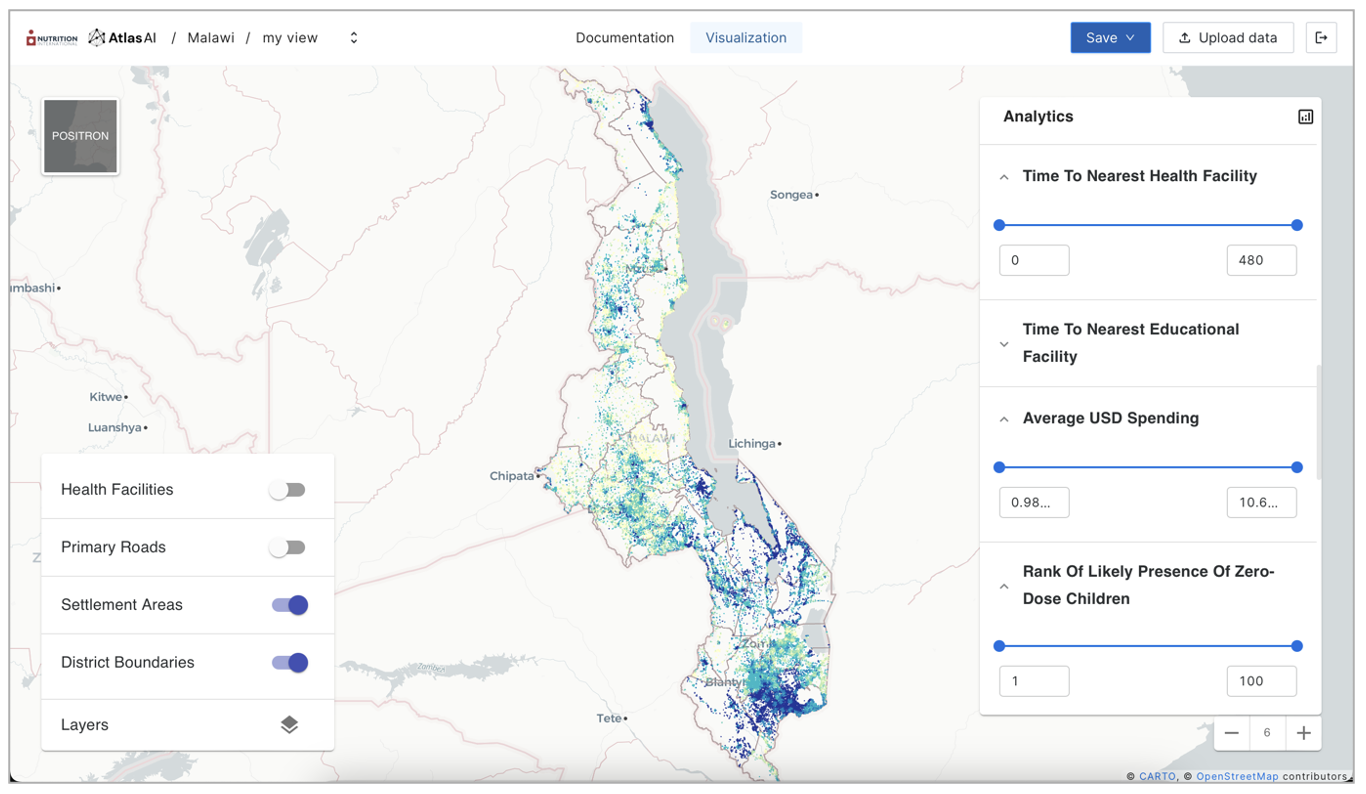 NUTRITION
INTERNATIONAL
AtlasAI / Malawi / my view
Documentation
Visualization
Save
Upload data
POSITRON
Songea
Mzuzu
Kitwe
Luanshya
MALAWI
Lichinga
Chipata
Zambezi
Zomba
Blantyre
Tete
Health Facilities
Primary Roads
Settlement Areas
District Boundaries
Layers
Analytics
Time To Nearest Health Facility
0
480
Time To Nearest Educational
Facility
Average USD Spending
0.98...
10.6...
Rank Of Likely Presence Of Zero-
Dose Children
1
100
6
© CARTO, © OpenStreetMap contributors